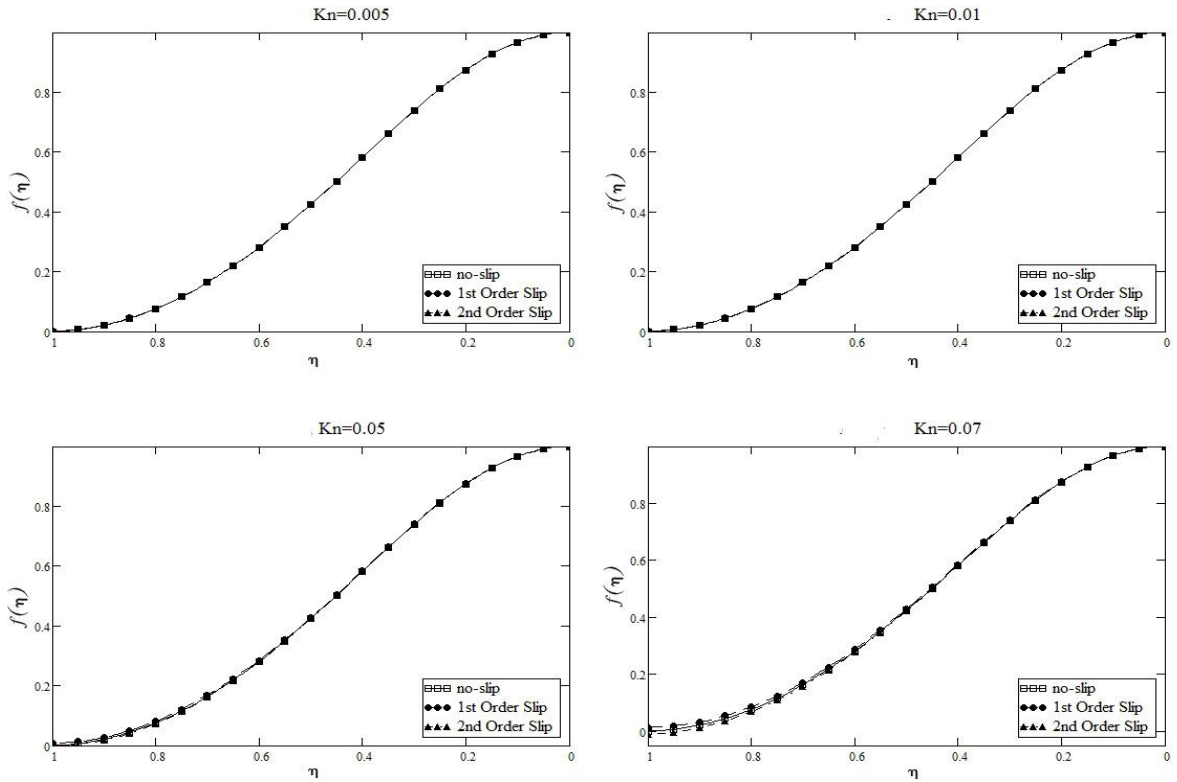 Kn=0.005
f(η)
0.8
0.6
0.4
0.2
0
1
0.8
0.6
0.4
0.2
0
η
no-slip
1st Order Slip
2nd Order Slip
Kn=0.01
f(η)
0.8
0.6
0.4
0.2
0
1
0.8
0.6
0.4
0.2
0
η
no-slip
1st Order Slip
2nd Order Slip
Kn=0.05
f(η)
0.8
0.6
0.4
0.2
0
1
0.8
0.6
0.4
0.2
0
η
no-slip
1st Order Slip
2nd Order Slip
Kn=0.07
f(η)
0.8
0.6
0.4
0.2
0
1
0.8
0.6
0.4
0.2
0
η
no-slip
1st Order Slip
2nd Order Slip